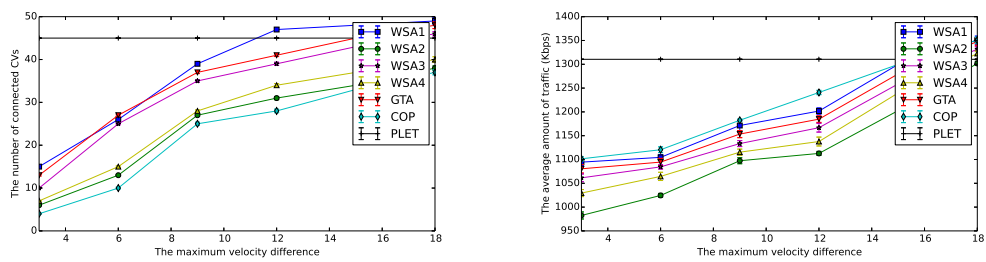 The number of connected CVs
50
40
30
20
10
0
4
6
8
10
12
14
16
18
The maximum velocity difference
WSA1
WSA2
WSA3
WSA4
GTA
COP
PLET
The average amount of traffic (Kbps)
1400
1350
1300
1250
1200
1150
1100
1050
1000
950
4
6
8
10
12
14
16
18
The maximum velocity difference
WSA1
WSA2
WSA3
WSA4
GTA
COP
PLET